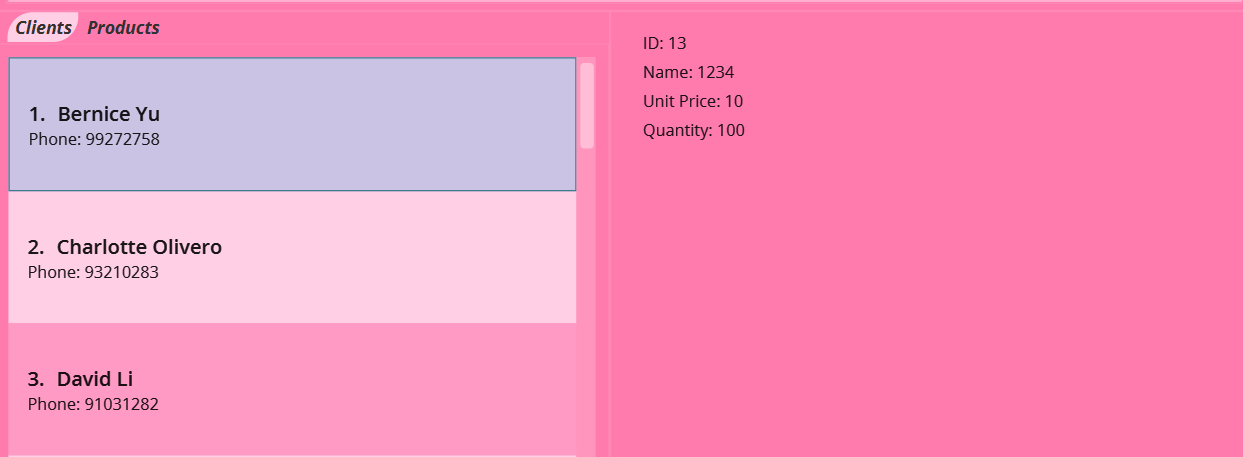 Clients Products
1. Bernice Yu
Phone: 99272758
2. Charlotte Olivero
Phone: 93210283
3. David Li
Phone: 91031282
ID: 13
Name: 1234
Unit Price: 10
Quantity: 100